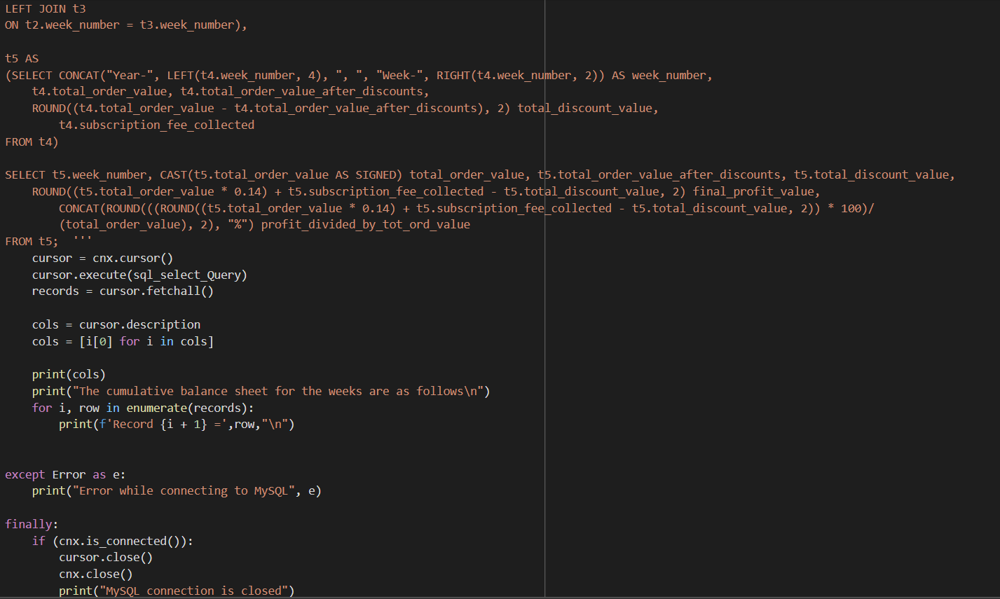 LEFT JOIN t3
ON t2.week_number = t3.week_number),

t5 AS
(SELECT CONCAT("Year-", LEFT(t4.week_number, 4), ", ", "Week-", RIGHT(t4.week_number, 2)) AS week_number,
    t4.total_order_value, t4.total_order_value_after_discounts,
    ROUND((t4.total_order_value - t4.total_order_value_after_discounts), 2) total_discount_value,
        t4.subscription_fee_collected
FROM t4)

SELECT t5.week_number, CAST(t5.total_order_value AS SIGNED) total_order_value, t5.total_order_value_after_discounts, t5.total_discount_value,
    ROUND((t5.total_order_value * 0.14) + t5.subscription_fee_collected - t5.total_discount_value, 2) final_profit_value,
        CONCAT(ROUND(((ROUND((t5.total_order_value * 0.14) + t5.subscription_fee_collected - t5.total_discount_value, 2)) * 100)/
        (total_order_value), 2), "%") profit_divided_by_tot_ord_value
FROM t5;  '''
    cursor = cnx.cursor()
    cursor.execute(sql_select_Query)
    records = cursor.fetchall()

    cols = cursor.description
    cols = [i[0] for i in cols]

    print(cols)
    print("The cumulative balance sheet for the weeks are as follows\n")
    for i, row in enumerate(records):
        print(f'Record {i + 1} =',row,"\n")


except Error as e:
    print("Error while connecting to MySQL", e)

finally:
    if (cnx.is_connected()):
        cursor.close()
        cnx.close()
        print("MySQL connection is closed")